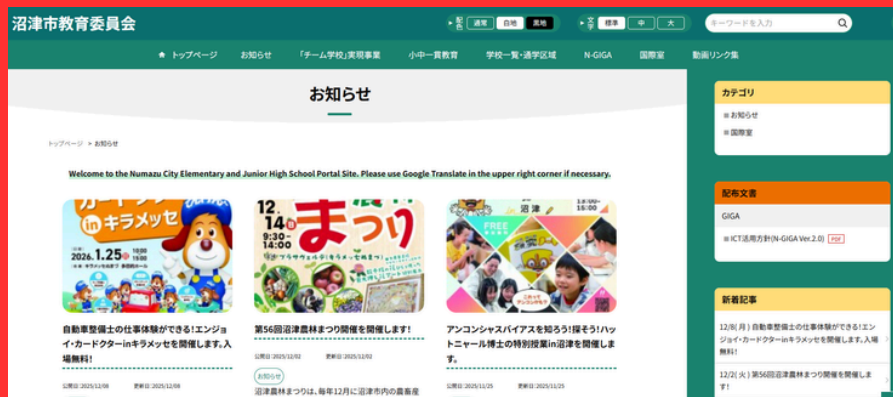 沼津市教育委員会
配色 通常 白地 黒地
文字 標準 中 大
キーワードを入力
トップページ お知らせ 「チーム学校」実現事業 小中一貫教育 学校一覧・通学区域 N-GIGA 国際室 動画リンク集
お知らせ
トップページ > お知らせ
Welcome to the Numazu City Elementary and Junior High School Portal Site. Please use Google Translate in the upper right corner if necessary.
in キラメッセ
2026. 1.25
自動車整備士の仕事体験ができる!エンジョ
イ・カードクターinキラメッセを開催します。入
場無料!
公開日:2025/12/08 更新日:2025/12/08
12.
14
9:30-
14:00
まつり
第56回沼津農林まつり開催を開催します!
公開日:2025/12/02 更新日:2025/12/02
お知らせ
沼津農林まつりは、毎年12月に沼津市内の農畜産
沼津
16:00
FREE
アンコンシャスバイアスを知ろう!探そう!ハッ
トニャール博士の特別授業in沼津を開催しま
す。
公開日:2025/11/25 更新日:2025/11/25
カテゴリ
お知らせ
国際室
配布文書
GIGA
ICT活用方針(N-GIGA Ver.2.0) PDF
新着記事
12/8(月) 自動車整備士の仕事体験ができる!エン
ジョイ・カードクターinキラメッセを開催します。入場
無料!
12/2(火) 第56回沼津農林まつり開催を開催しま
す!